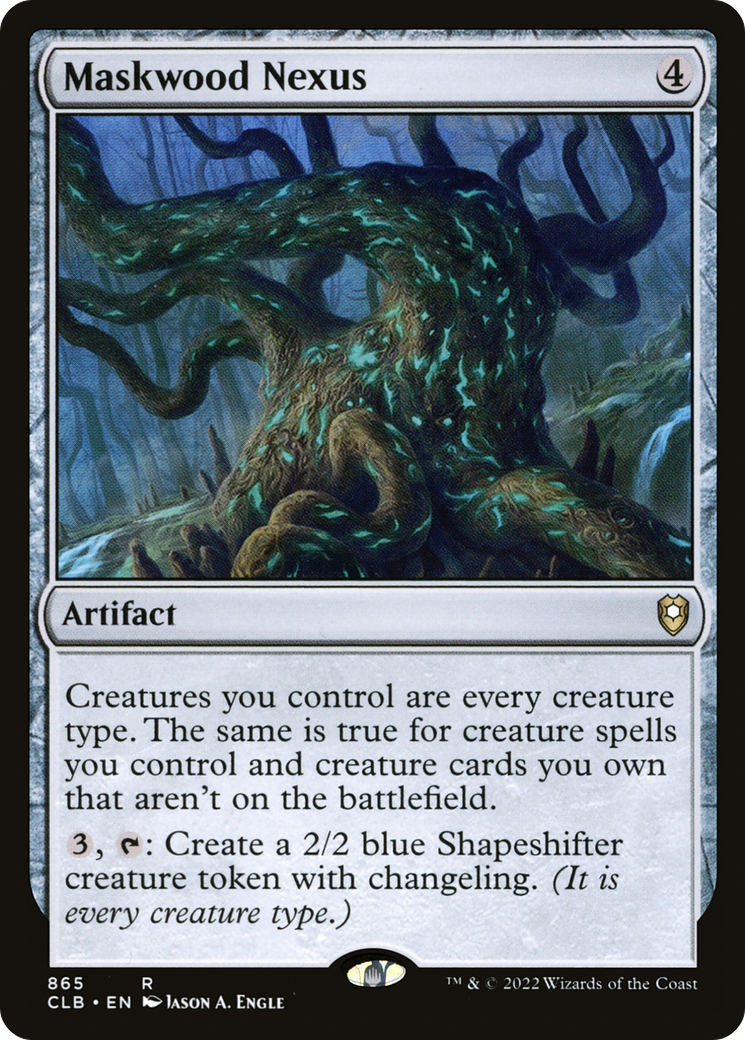 Maskwood Nexus 4
Artifact
Creatures you control are every creature
type. The same is true for creature spells
you control and creature cards you own
that aren't on the battlefield.
3, : Create a 2/2 blue Shapeshifter
creature token with changeling. (It is
every creature type.)
865 R
CLB • EN Jason A. Engle
™ & © 2022 Wizards of the Coast